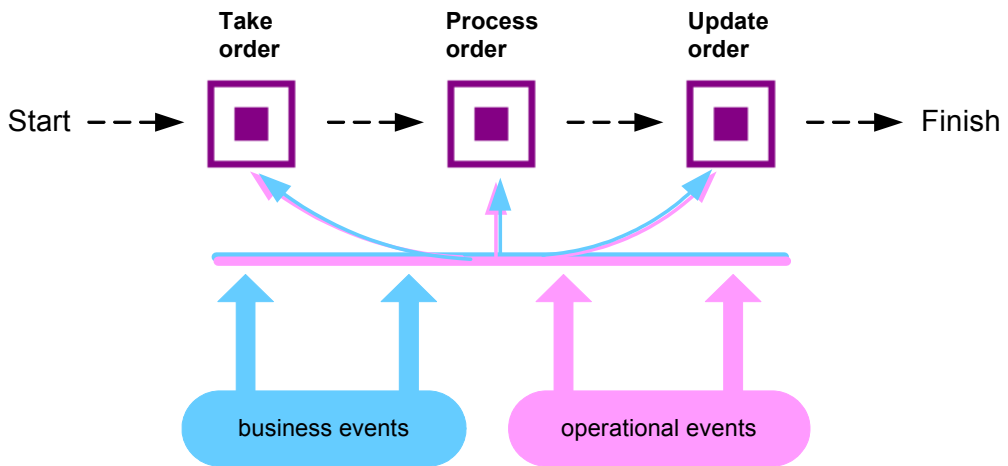 Take
order
Process
order
Update
order
Start
Finish
business events
operational events